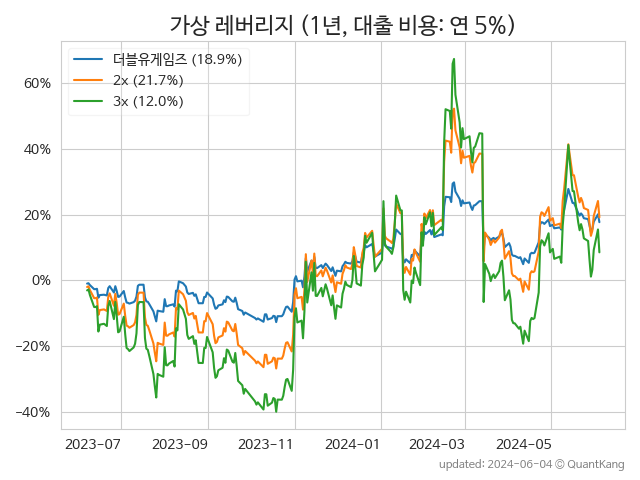 가상 레버리지 (1년, 대출 비용: 연 5%)
더블유게임즈 (18.9%)
2x (21.7%)
3x (12.0%)
60%
40%
20%
0%
−20%
−40%
2023-07
2023-09
2023-11
2024-01
2024-03
2024-05
updated: 2024-06-04 © QuantKang